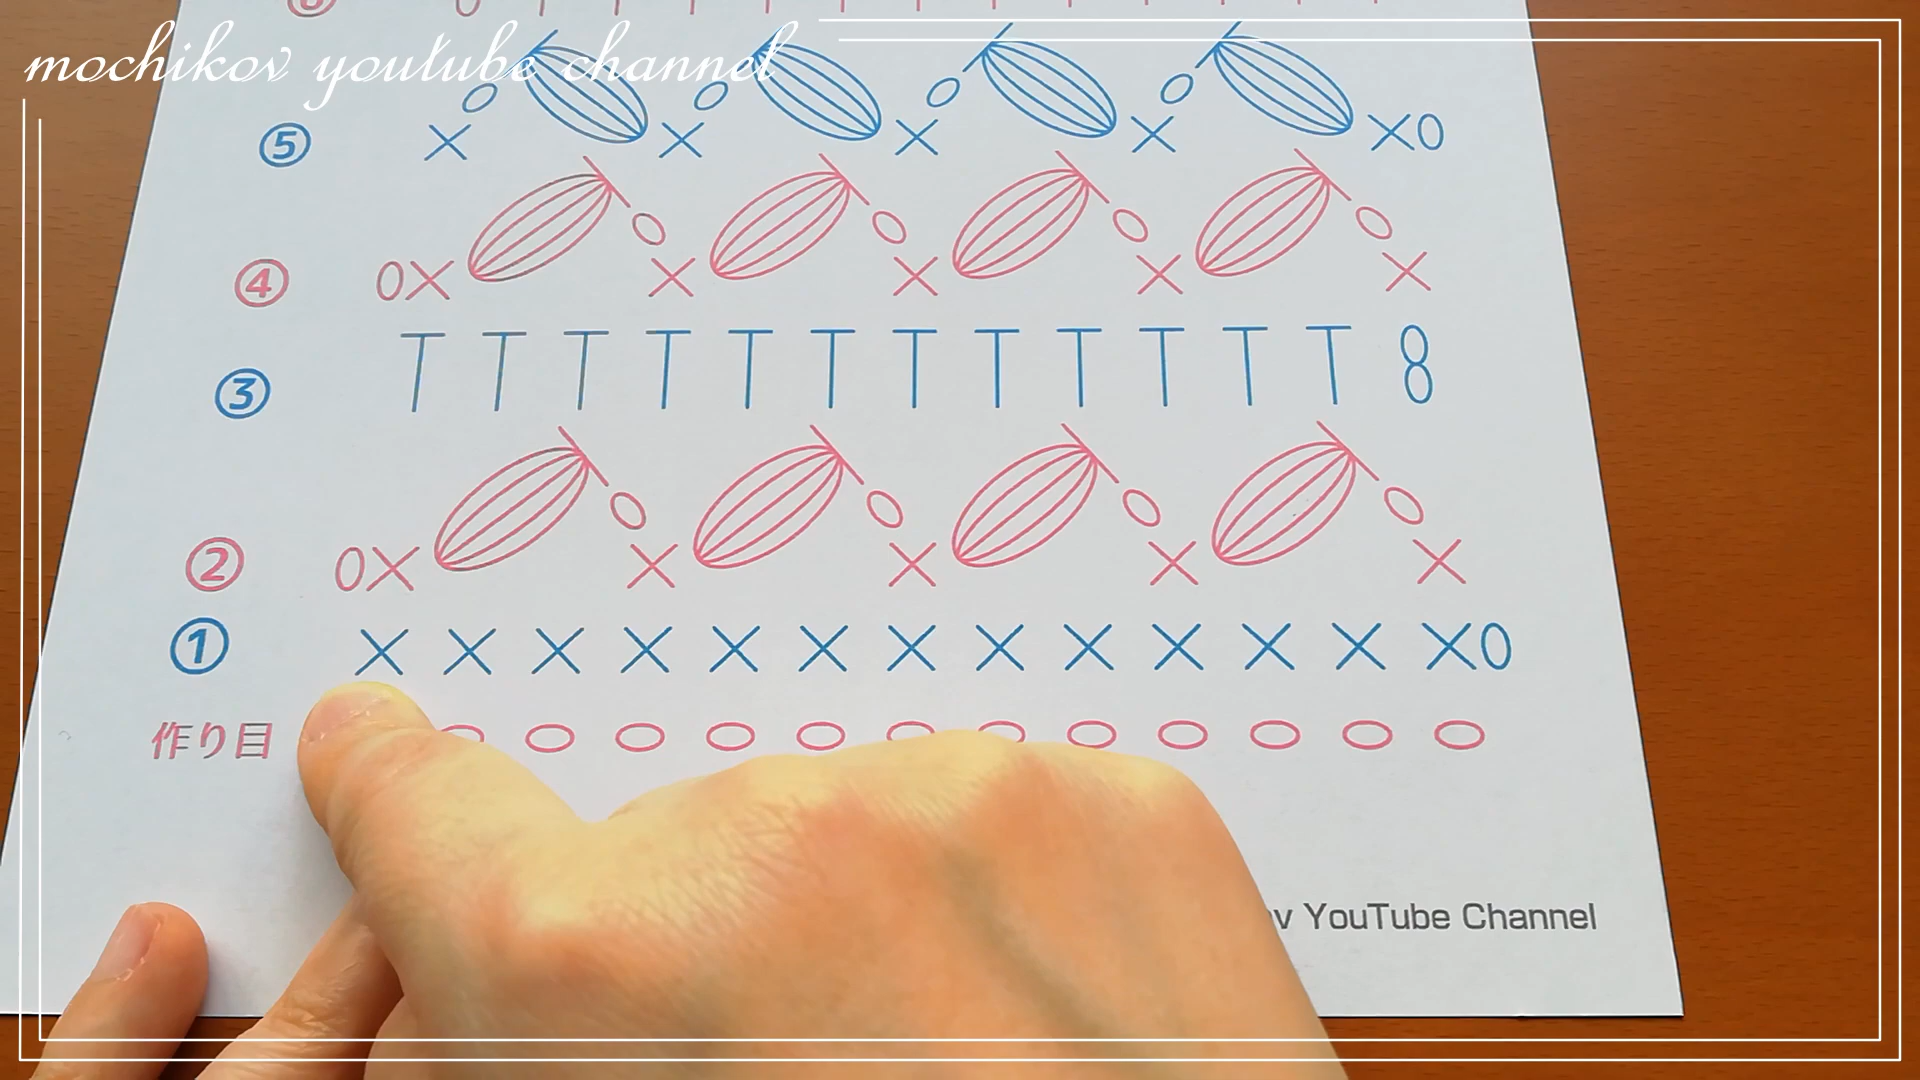 mochikov youtube channel
⑤
④
③
②
①
作り目
YouTube Channel